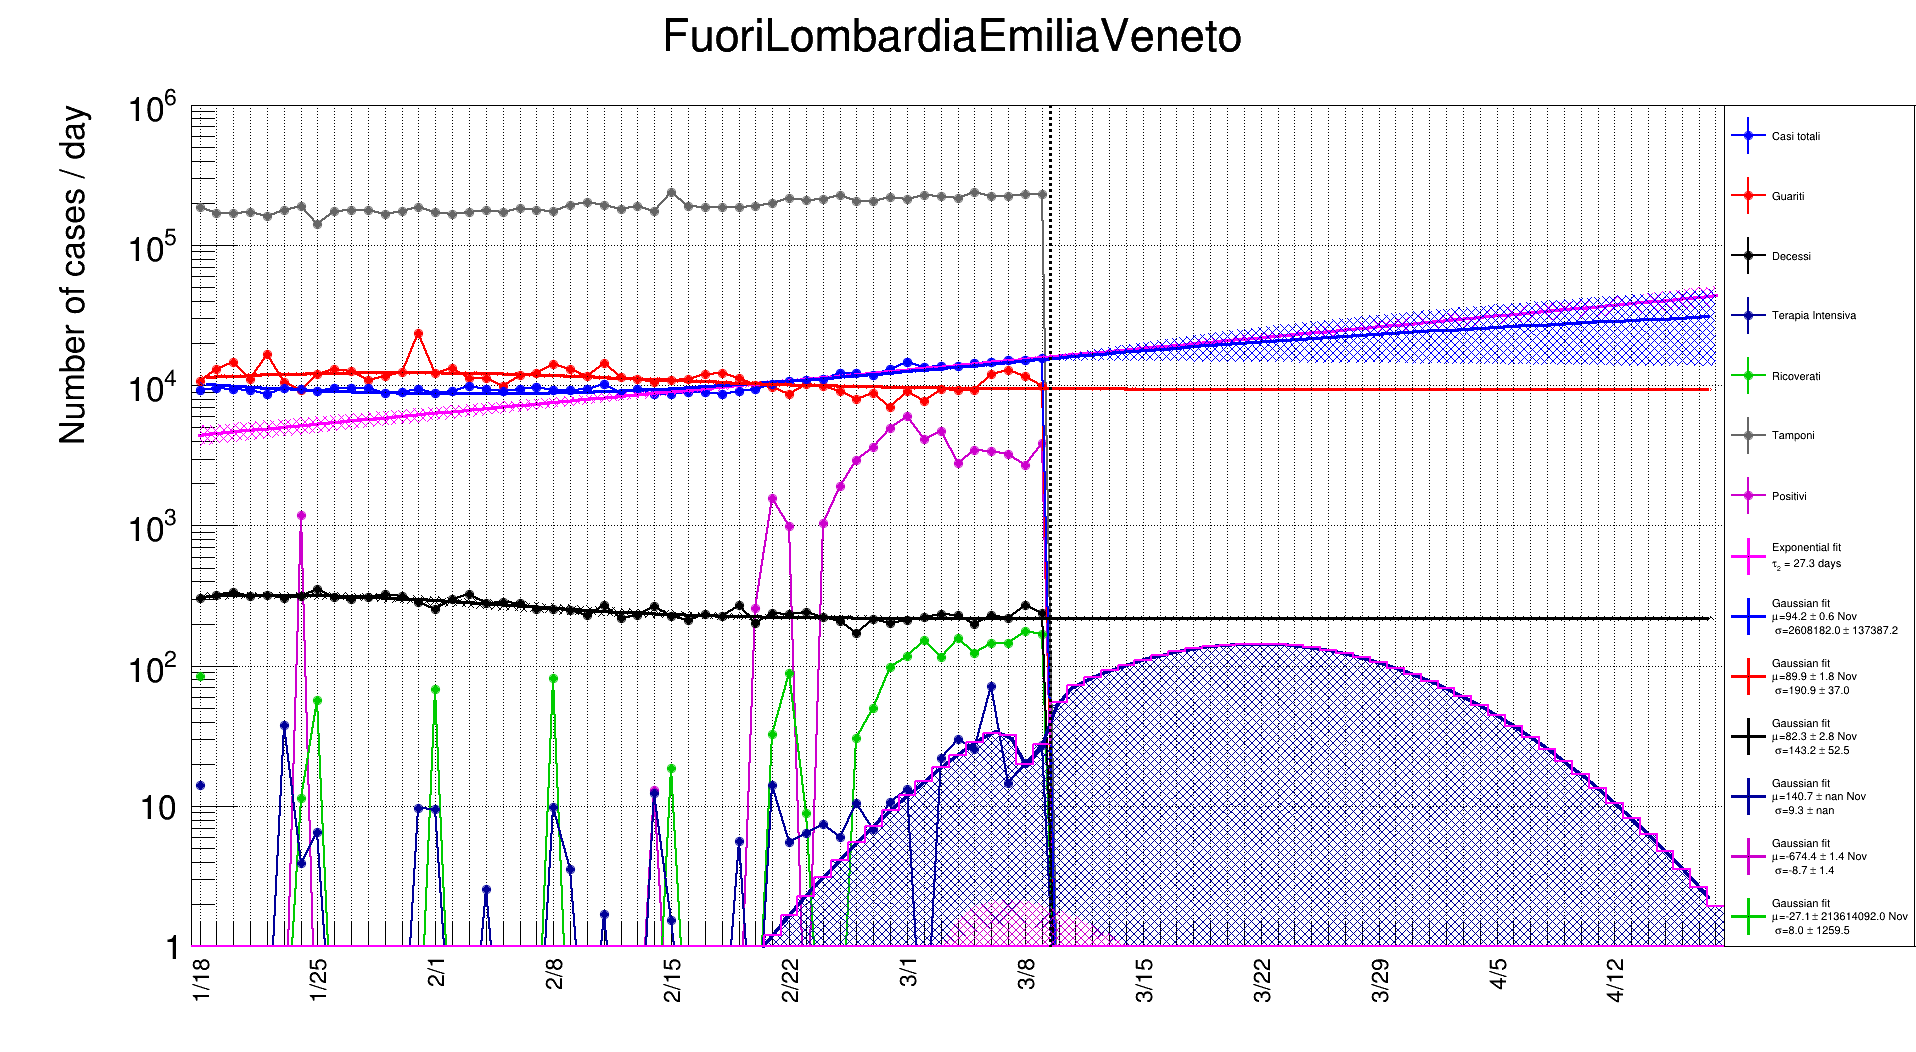 FuoriLombardiaEmiliaVeneto
Number of cases / day
10^6
10^5
10^4
10^3
10^2
10
1
1/18
1/25
2/1
2/8
2/15
2/22
3/1
3/8
3/15
3/22
3/29
4/5
4/12
Casi totali
Guariti
Decessi
Terapia Intensiva
Ricoverati
Tamponi
Positivi
Exponential fit
τ₂ = 27.3 days
Gaussian fit
μ=94.2 ± 0.6 Nov
σ=2608182.0 ± 137387.2
Gaussian fit
μ=89.9 ± 1.8 Nov
σ=190.9 ± 37.0
Gaussian fit
μ=82.3 ± 2.8 Nov
σ=143.2 ± 52.5
Gaussian fit
μ=140.7 ± nan Nov
σ=9.3 ± nan
Gaussian fit
μ=-674.4 ± 1.4 Nov
σ=-8.7 ± 1.4
Gaussian fit
μ=-27.1 ± 213614092.0 Nov
σ=8.0 ± 1259.5